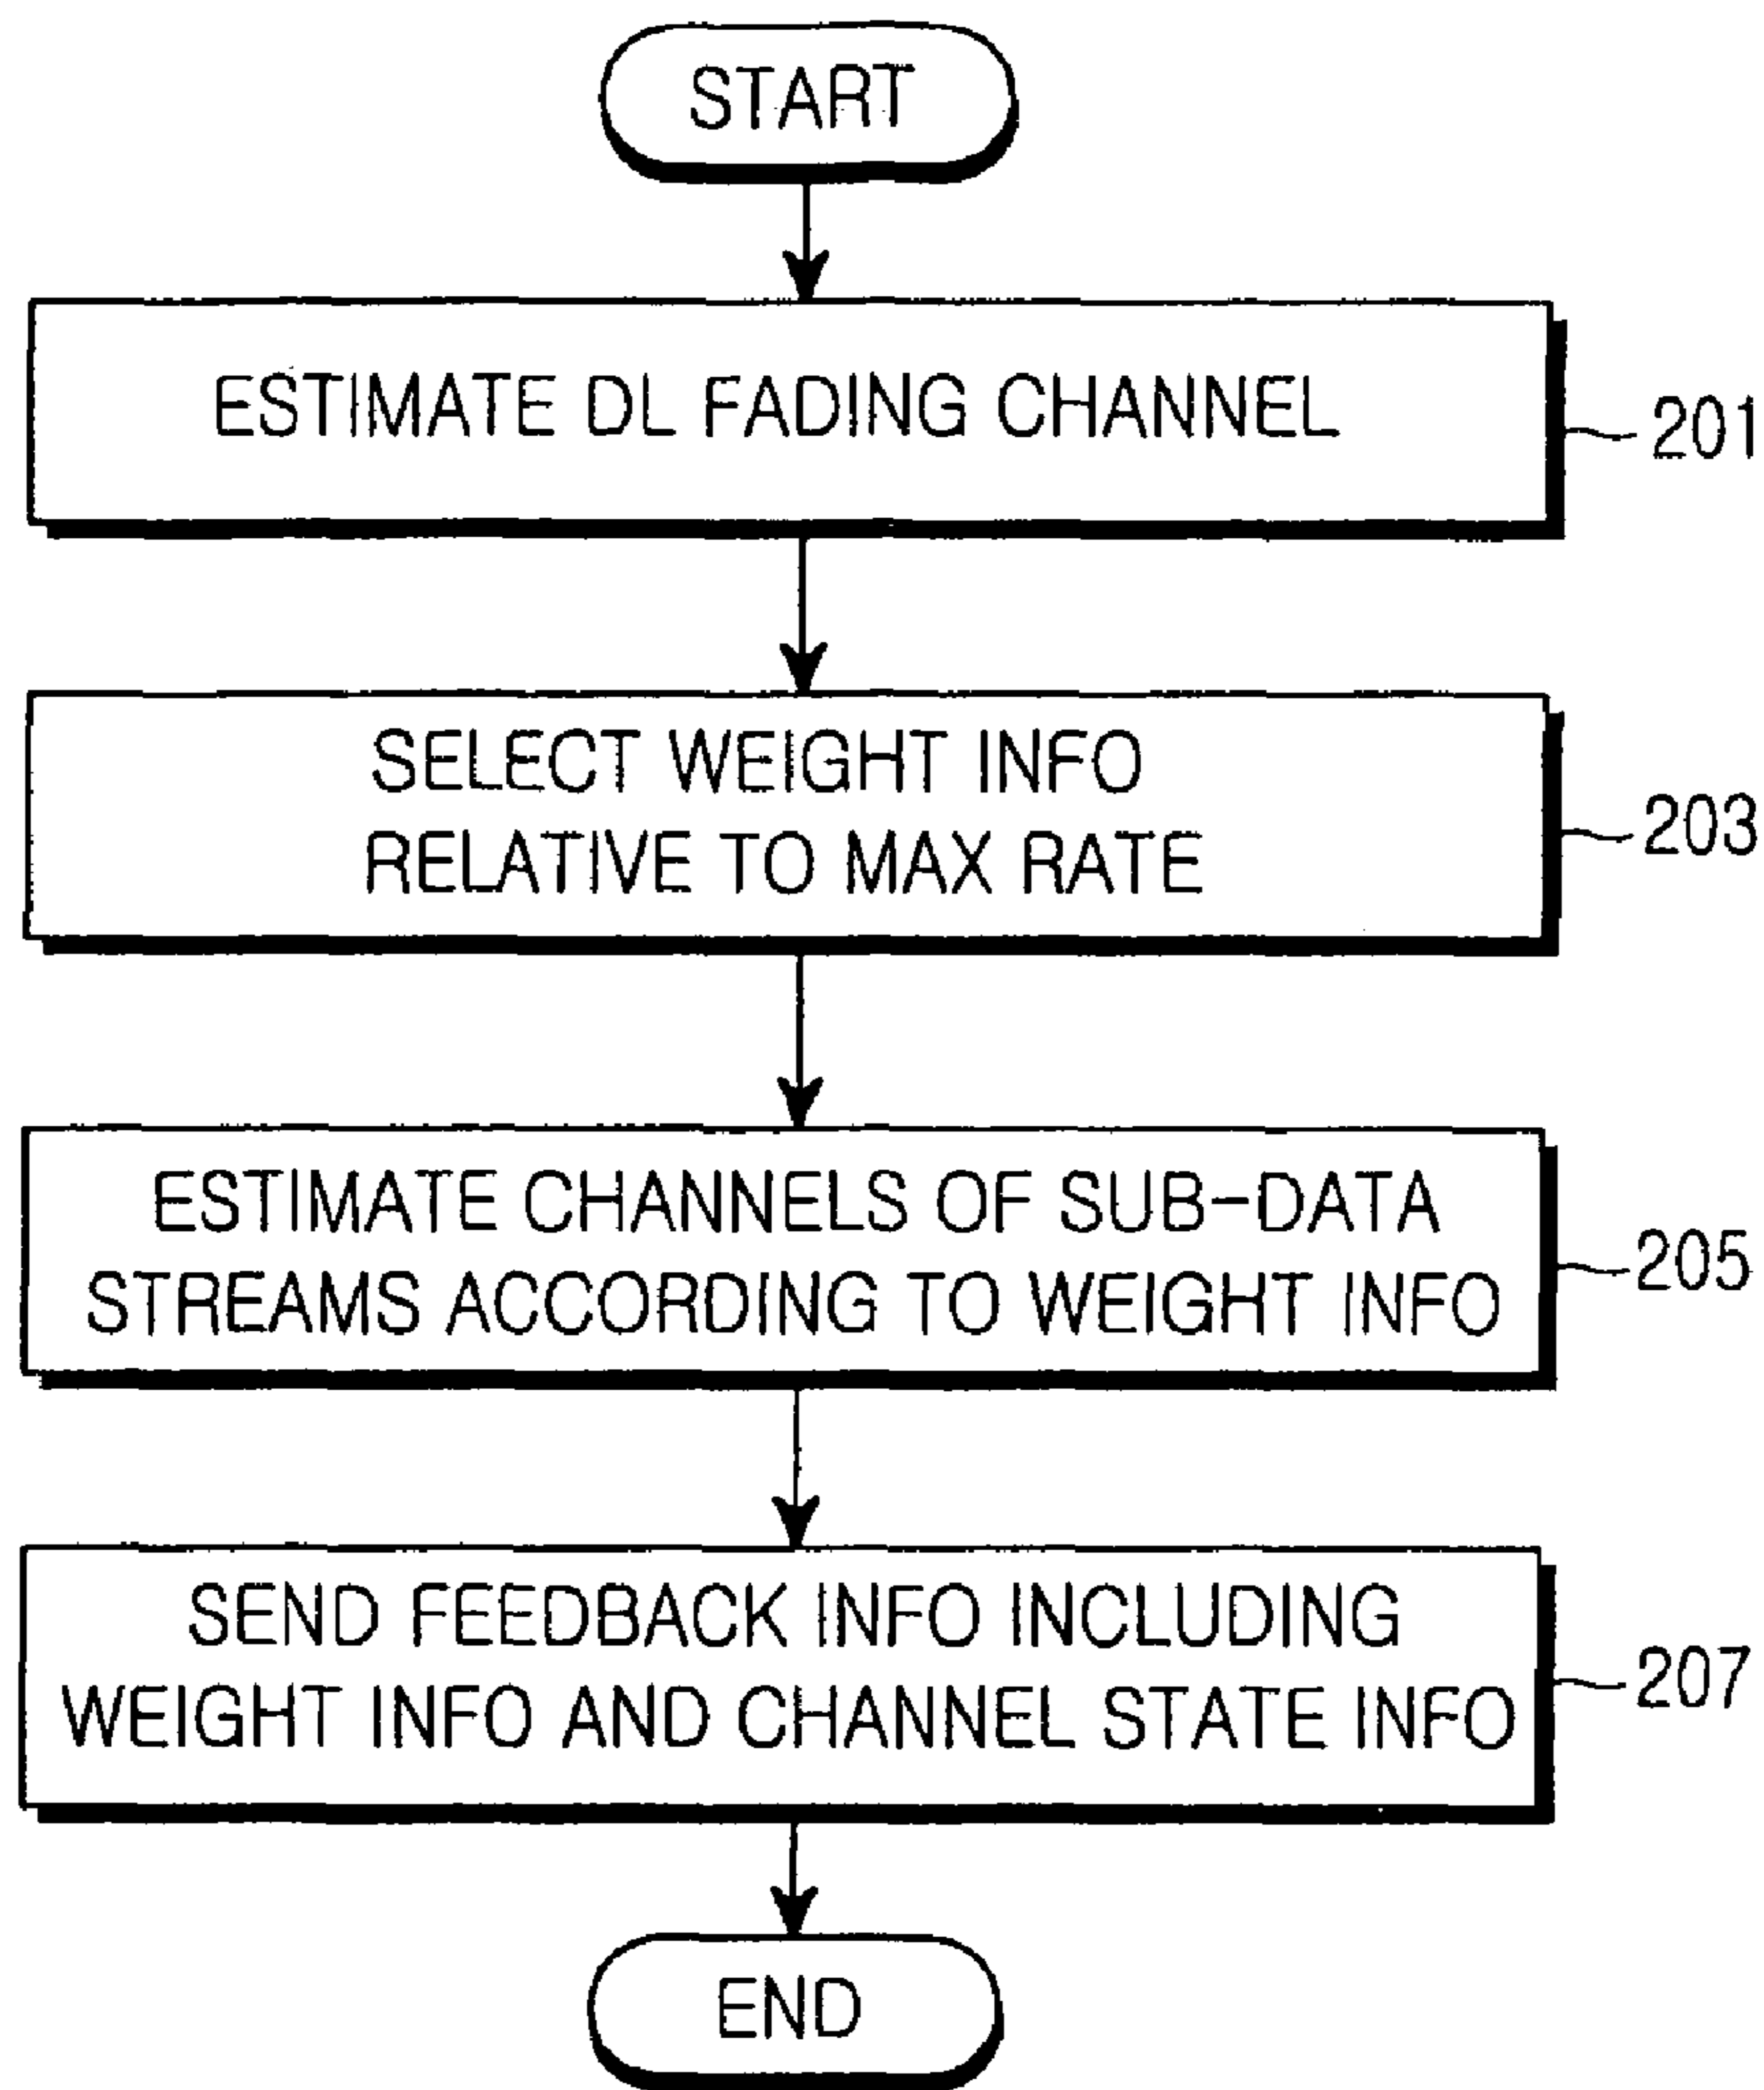 START
ESTIMATE DL FADING CHANNEL
201
SELECT WEIGHT INFO
RELATIVE TO MAX RATE
203
ESTIMATE CHANNELS OF SUB-DATA
STREAMS ACCORDING TO WEIGHT INFO
205
SEND FEEDBACK INFO INCLUDING
WEIGHT INFO AND CHANNEL STATE INFO
207
END